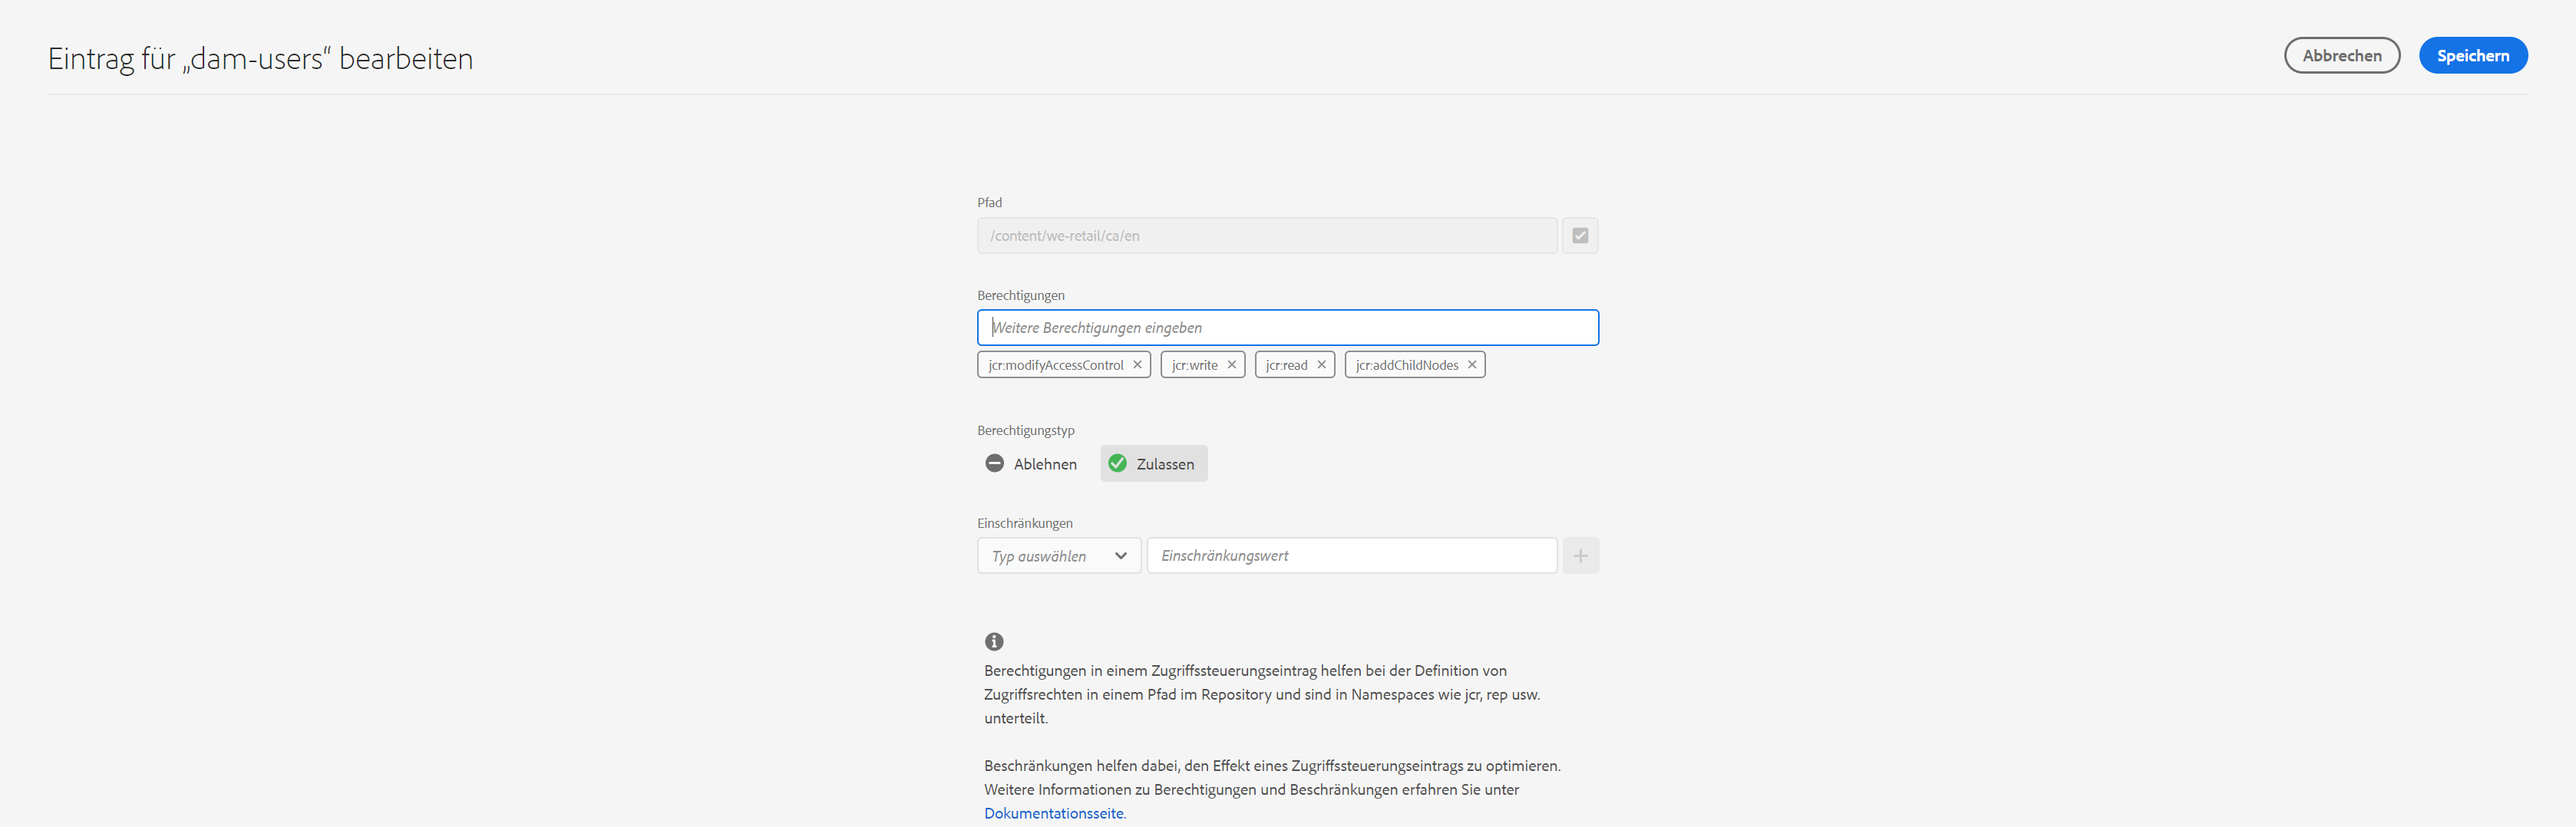 Eintrag für „dam-users“ bearbeiten
Abbrechen
Speichern
Pfad
/content/we-retail/ca/en
Berechtigungen
Weitere Berechtigungen eingeben
jcr:modifyAccessControl
jcr:write
jcr:read
jcr:addChildNodes
Berechtigungstyp
Ablehnen
Zulassen
Einschränkungen
Typ auswählen
Einschränkungswert
Berechtigungen in einem Zugriffssteuerungseintrag helfen bei der Definition von
Zugriffsrechten in einem Pfad im Repository und sind in Namespaces wie jcr, rep usw.
unterteilt.
Beschränkungen helfen dabei, den Effekt eines Zugriffssteuerungseintrags zu optimieren.
Weitere Informationen zu Berechtigungen und Beschränkungen erfahren Sie unter
Dokumentationsseite.